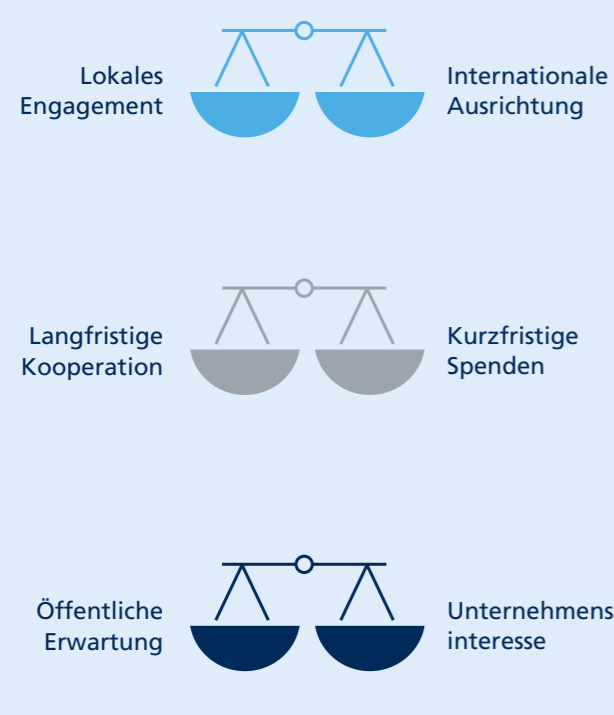 Lokales
Engagement
Internationale
Ausrichtung
Langfristige
Kooperation
Kurzfristige
Spenden
Öffentliche
Erwartung
Unternehmens
interesse